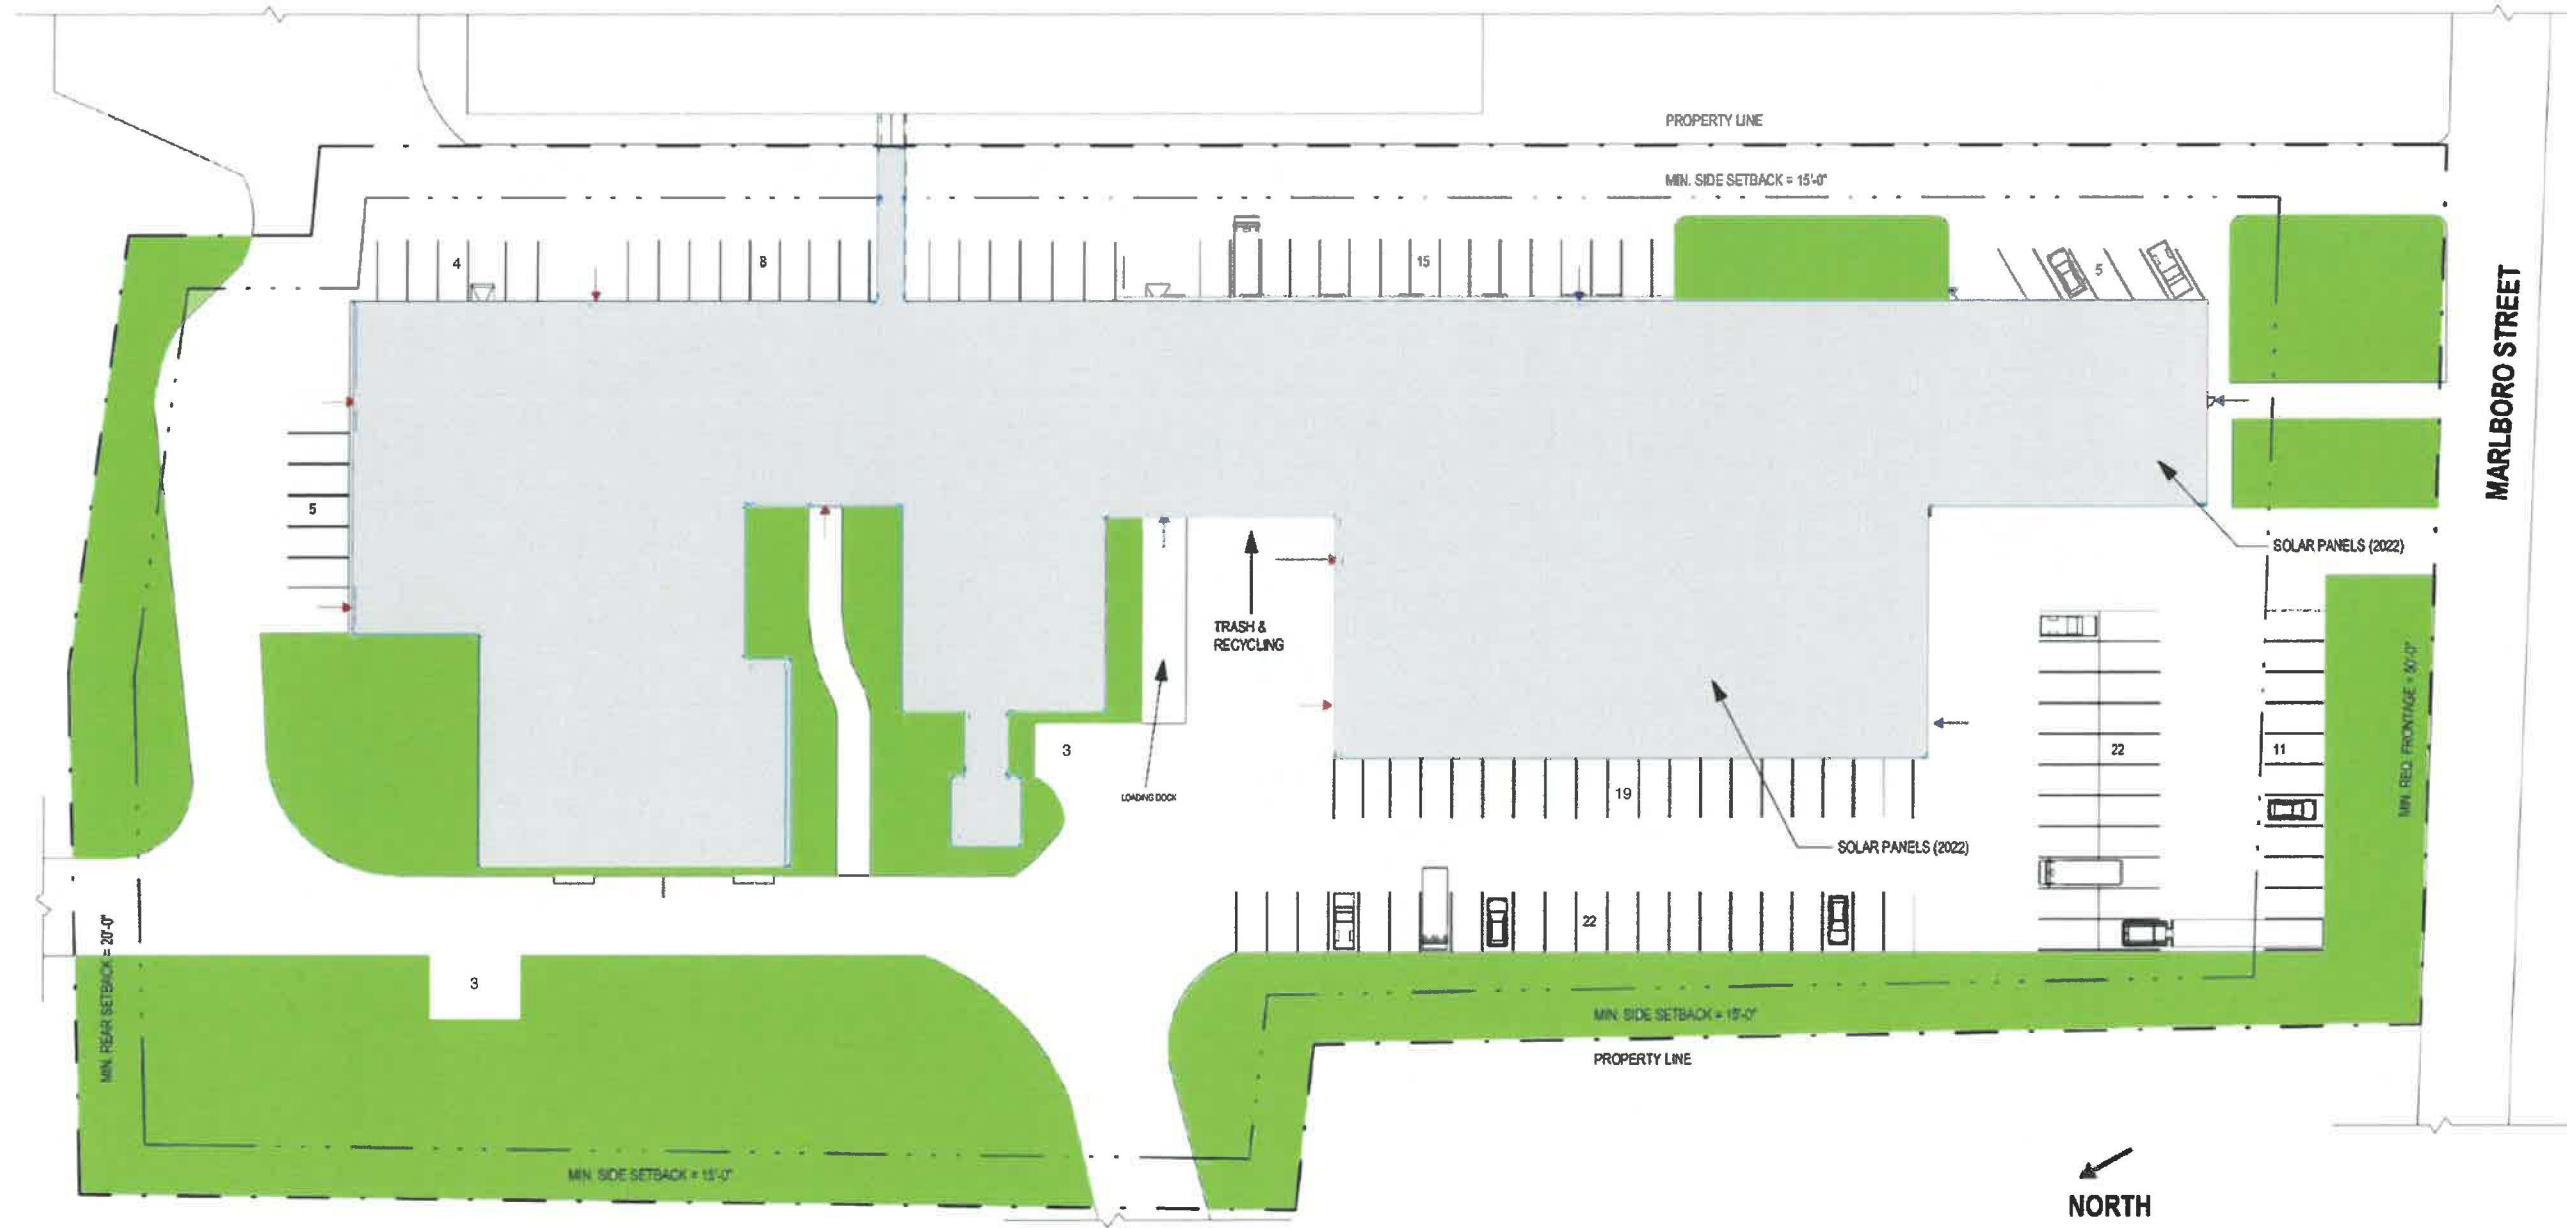 PROPERTY LINE
MIN. SIDE SETBACK = 15'-0"
4
8
15
5
MARLBORO STREET
5
SOLAR PANELS (2022)
TRASH &
RECYCLING
3
22
11
MIN. REQ. FRONTAGE = 50'-0"
LOADING DOCK
19
SOLAR PANELS (2022)
22
MIN. REAR SETBACK = 20'-0"
3
MIN. SIDE SETBACK = 15'-0"
PROPERTY LINE
MIN. SIDE SETBACK = 15'-0"
NORTH